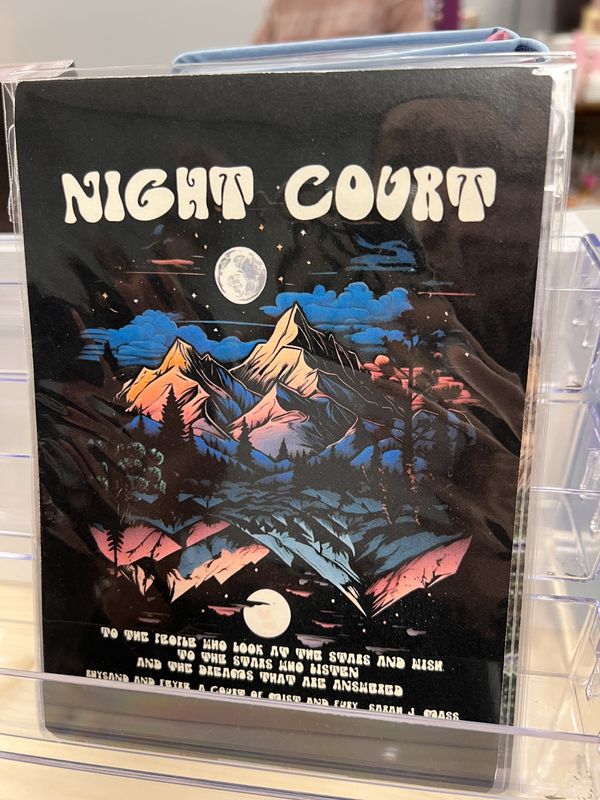 NIGHT COURT
TO THE PEOPLE WHO LOOK AT THE STARS AND WISH.
TO THE STARS WHO LISTEN
AND THE DREAMS THAT ARE ANSWERED
RHYSAND AND FEYRE, A COURT OF MIST AND FURY, SARAH J. MASS